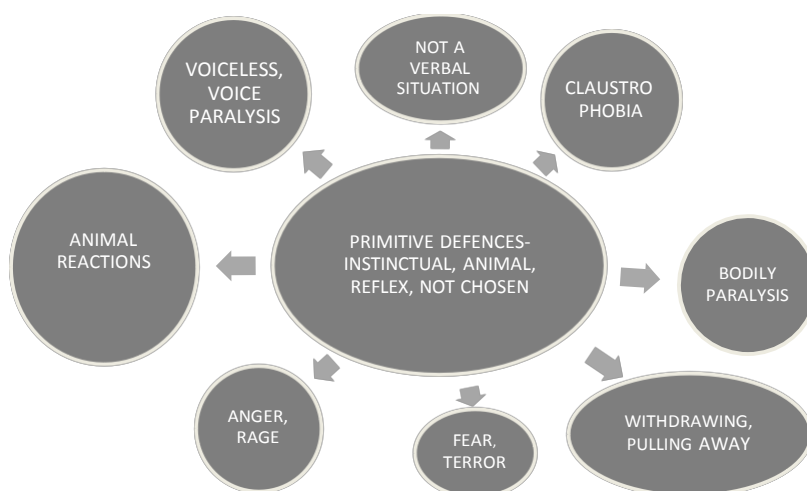 NOT A
VERBAL
SITUATION
VOICELESS,
VOICE
PARALYSIS
CLAUSTRO
PHOBIA
ANIMAL
REACTIONS
PRIMITIVE DEFENCES-
INSTINCTUAL, ANIMAL,
REFLEX, NOT CHOSEN
BODILY
PARALYSIS
ANGER,
RAGE
FEAR,
TERROR
WITHDRAWING,
PULLING AWAY